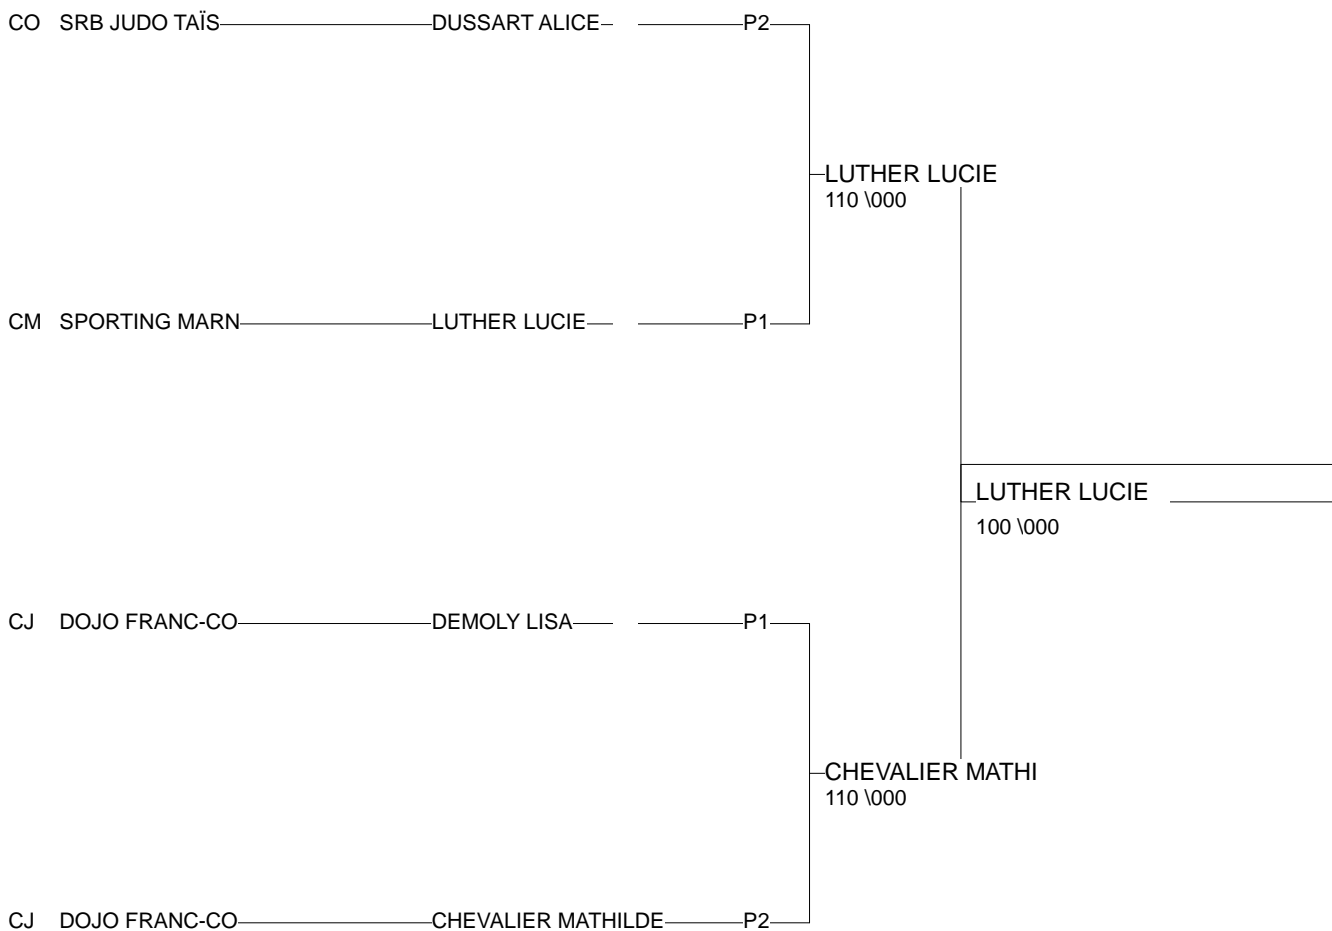 CO SRB JUDO TAÏS DUSSART ALICE P2
LUTHER LUCIE
110 \000
CM SPORTING MARN LUTHER LUCIE P1
LUTHER LUCIE
100 \000
CJ DOJO FRANC-CO DEMOLY LISA P1
CHEVALIER MATHI
110 \000
CJ DOJO FRANC-CO CHEVALIER MATHILDE P2